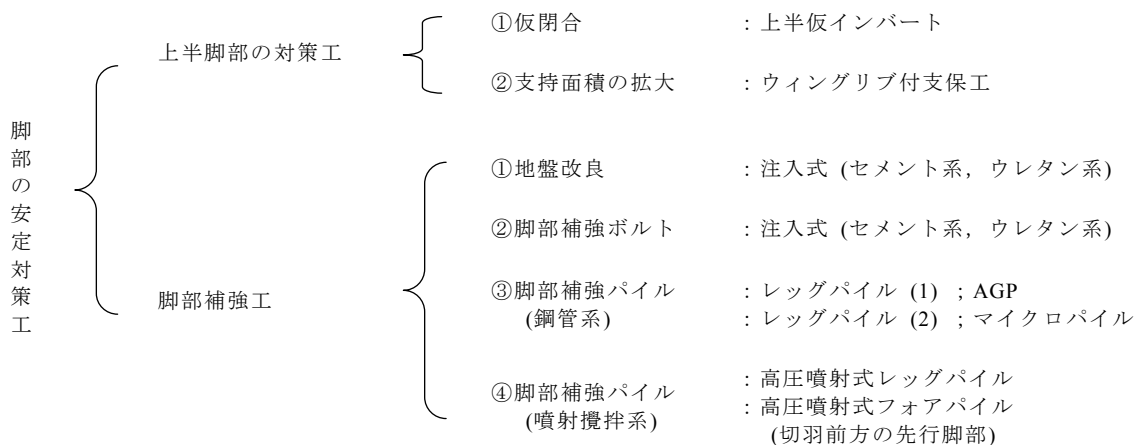 脚部の安定対策工
上半脚部の対策工
①仮閉合 : 上半仮インバート
②支持面積の拡大 : ウィングリブ付支保工
脚部補強工
①地盤改良 : 注入式 (セメント系, ウレタン系)
②脚部補強ボルト : 注入式 (セメント系, ウレタン系)
③脚部補強パイル : レッグパイル (1) ; AGP
(鋼管系) : レッグパイル (2) ; マイクロパイル
④脚部補強パイル : 高圧噴射式レッグパイル
(噴射攪拌系) : 高圧噴射式フォアパイル
(切羽前方の先行脚部)